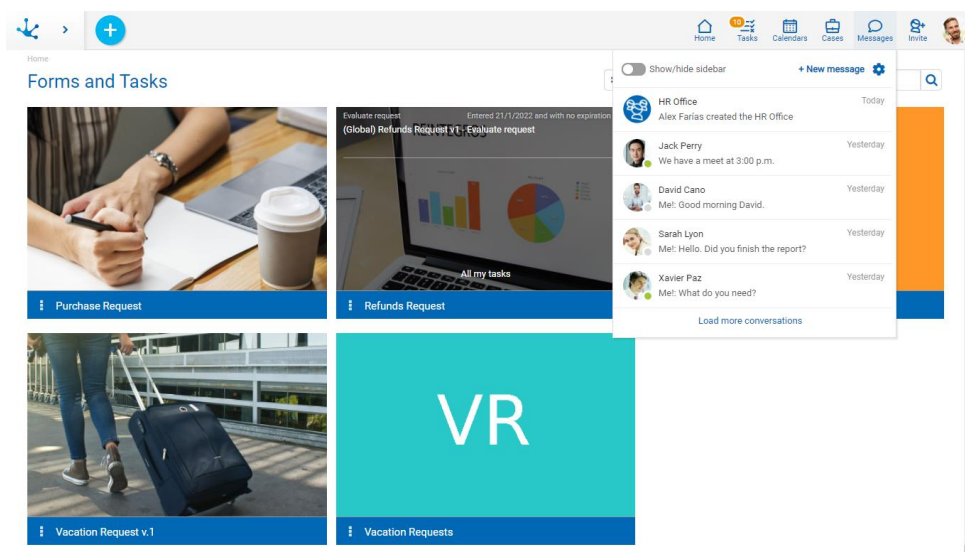 Home
10
Tasks
Calendars
Cases
Messages
Invite
Home
Forms and Tasks
Show/hide sidebar
+ New message
HR Office
Today
Alex Farías created the HR Office
Jack Perry
Yesterday
We have a meet at 3:00 p.m.
David Cano
Yesterday
Me!: Good morning David.
Sarah Lyon
Yesterday
Me!: Hello. Did you finish the report?
Xavier Paz
Yesterday
Me!: What do you need?
Load more conversations
Purchase Request
Evaluate request
Entered 21/1/2022 and with no expiration
(Global) Refunds Request v1 - Evaluate request
REINTEGROS
All my tasks
Refunds Request
Vacation Request v.1
VR
Vacation Requests